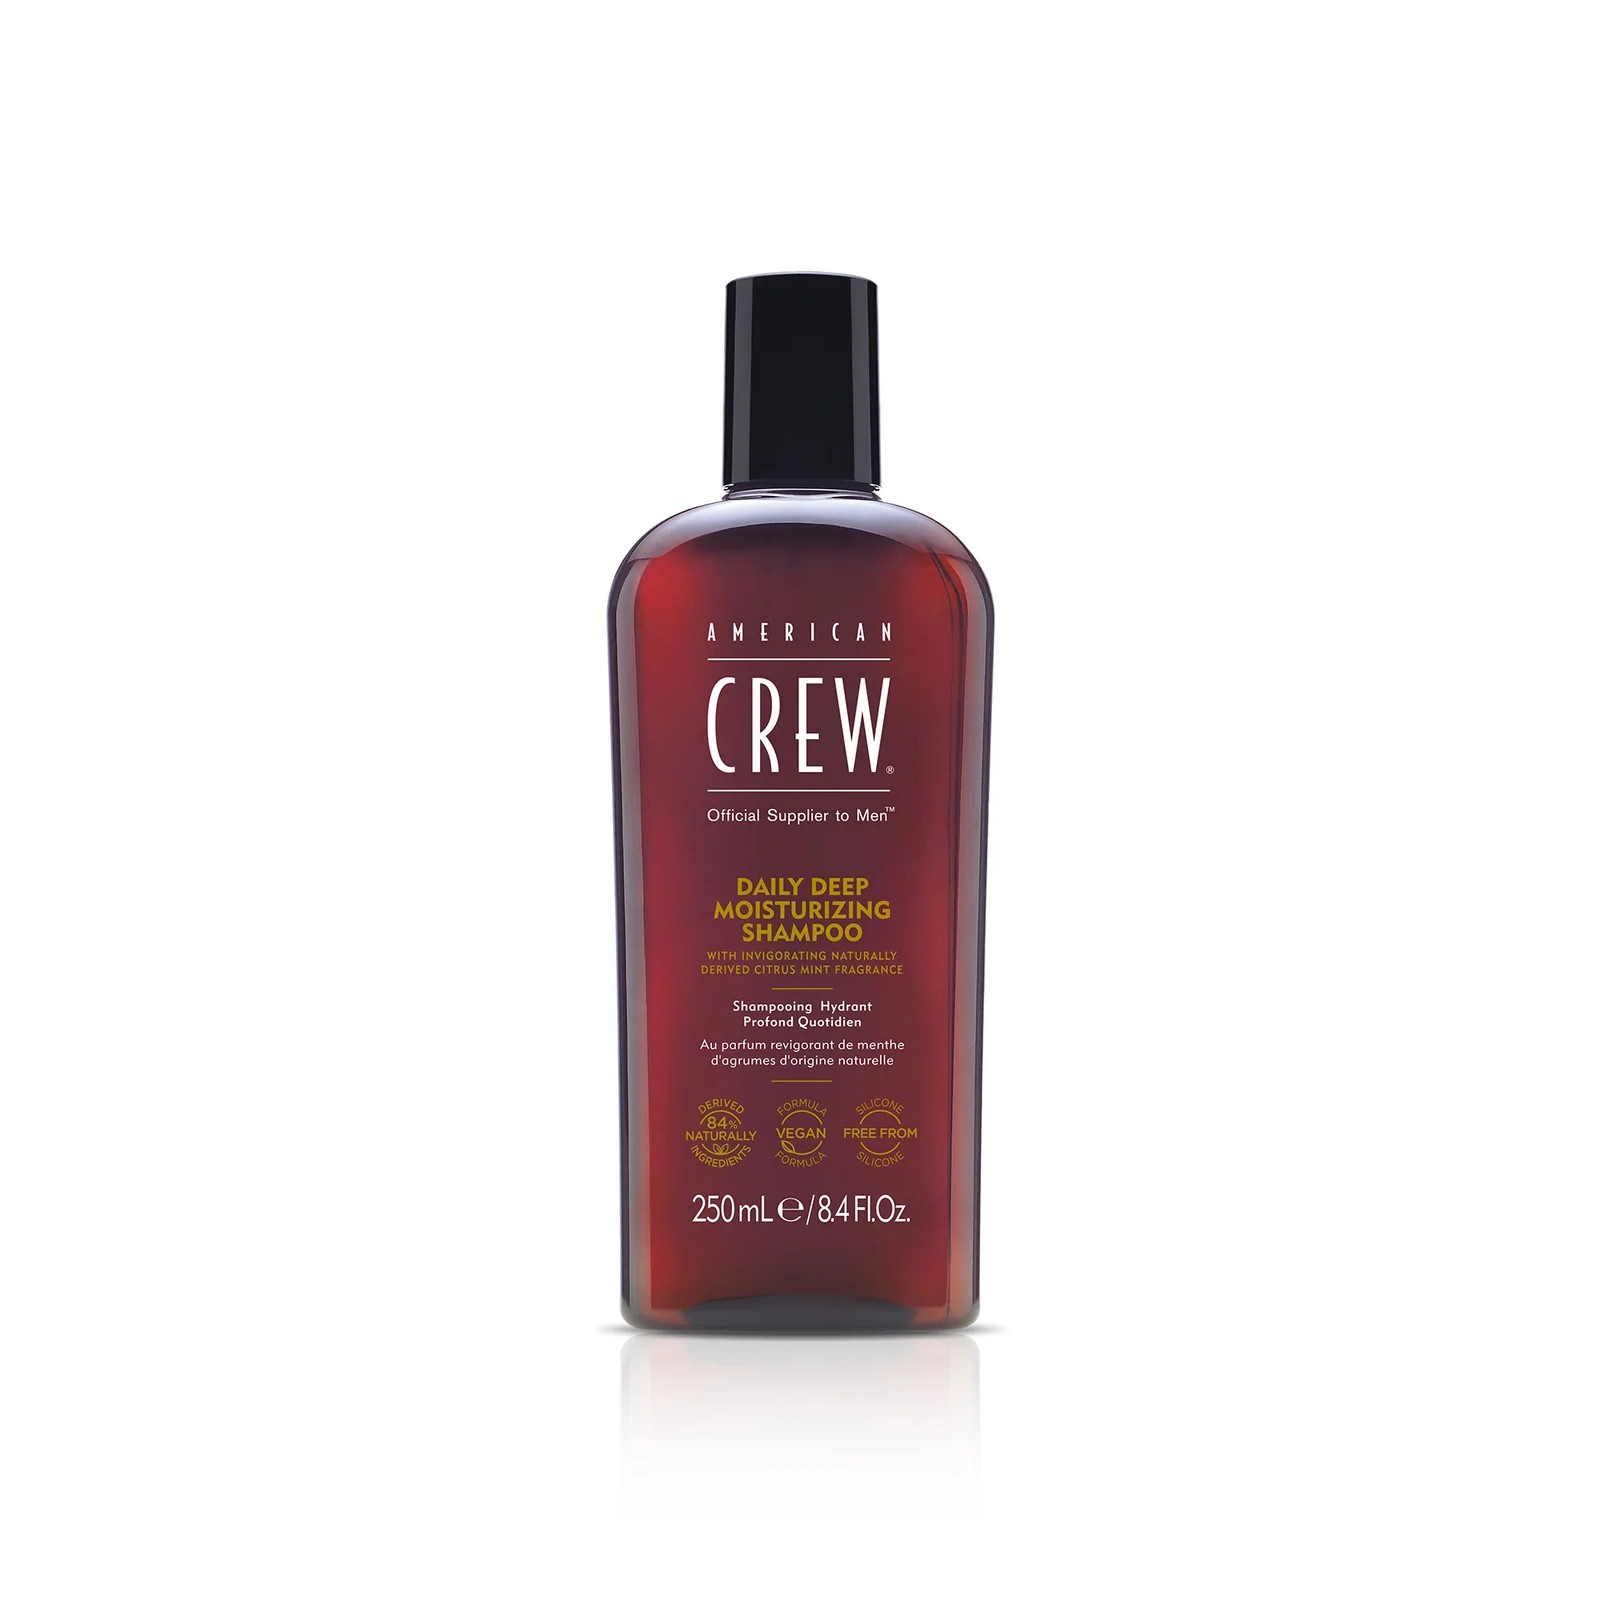 AMERICAN
CREW®
Official Supplier to Men™
DAILY DEEP
MOISTURIZING
SHAMPOO
WITH INVIGORATING NATURALLY
DERIVED CITRUS MINT FRAGRANCE
Shampooing Hydrant
Profond Quotidien
Au parfum revigorant de menthe
d'agrumes d'origine naturelle
DERIVED
84%
NATURALLY
INGREDIENTS
FORMULA
VEGAN
FORMULA
SILICONE
FREE FROM
SILICONE
250 mL ℮ / 8.4 Fl.Oz.